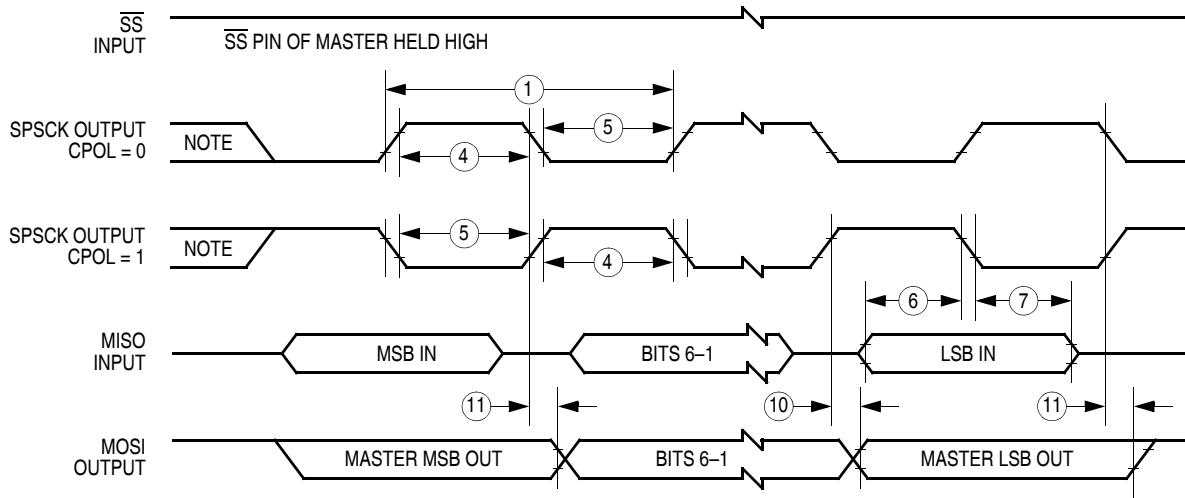 SS
INPUT
SS PIN OF MASTER HELD HIGH
1
SPSCK OUTPUT
CPOL = 0
NOTE
4
5
SPSCK OUTPUT
CPOL = 1
NOTE
5
4
6
7
MISO
INPUT
MSB IN
BITS 6–1
LSB IN
11
10
11
MOSI
OUTPUT
MASTER MSB OUT
BITS 6–1
MASTER LSB OUT